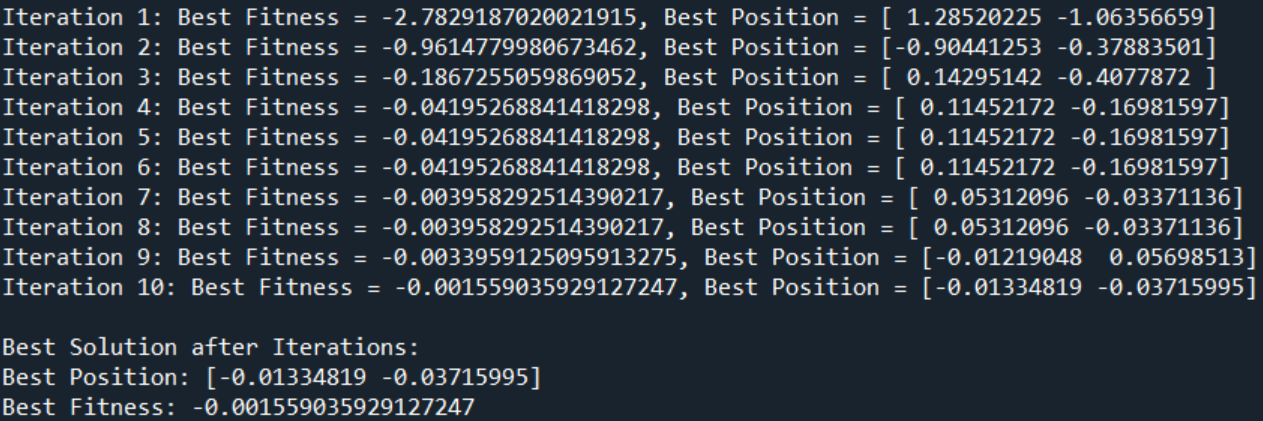 Iteration 1: Best Fitness = -2.7829187020021915, Best Position = [ 1.28520225 -1.06356659]
Iteration 2: Best Fitness = -0.9614779980673462, Best Position = [-0.90441253 -0.37883501]
Iteration 3: Best Fitness = -0.1867255059869052, Best Position = [ 0.14295142 -0.4077872 ]
Iteration 4: Best Fitness = -0.04195268841418298, Best Position = [ 0.11452172 -0.16981597]
Iteration 5: Best Fitness = -0.04195268841418298, Best Position = [ 0.11452172 -0.16981597]
Iteration 6: Best Fitness = -0.04195268841418298, Best Position = [ 0.11452172 -0.16981597]
Iteration 7: Best Fitness = -0.003958292514390217, Best Position = [ 0.05312096 -0.03371136]
Iteration 8: Best Fitness = -0.003958292514390217, Best Position = [ 0.05312096 -0.03371136]
Iteration 9: Best Fitness = -0.0033959125095913275, Best Position = [-0.01219048  0.05698513]
Iteration 10: Best Fitness = -0.001559035929127247, Best Position = [-0.01334819 -0.03715995]
Best Solution after Iterations:
Best Position: [-0.01334819 -0.03715995]
Best Fitness: -0.001559035929127247